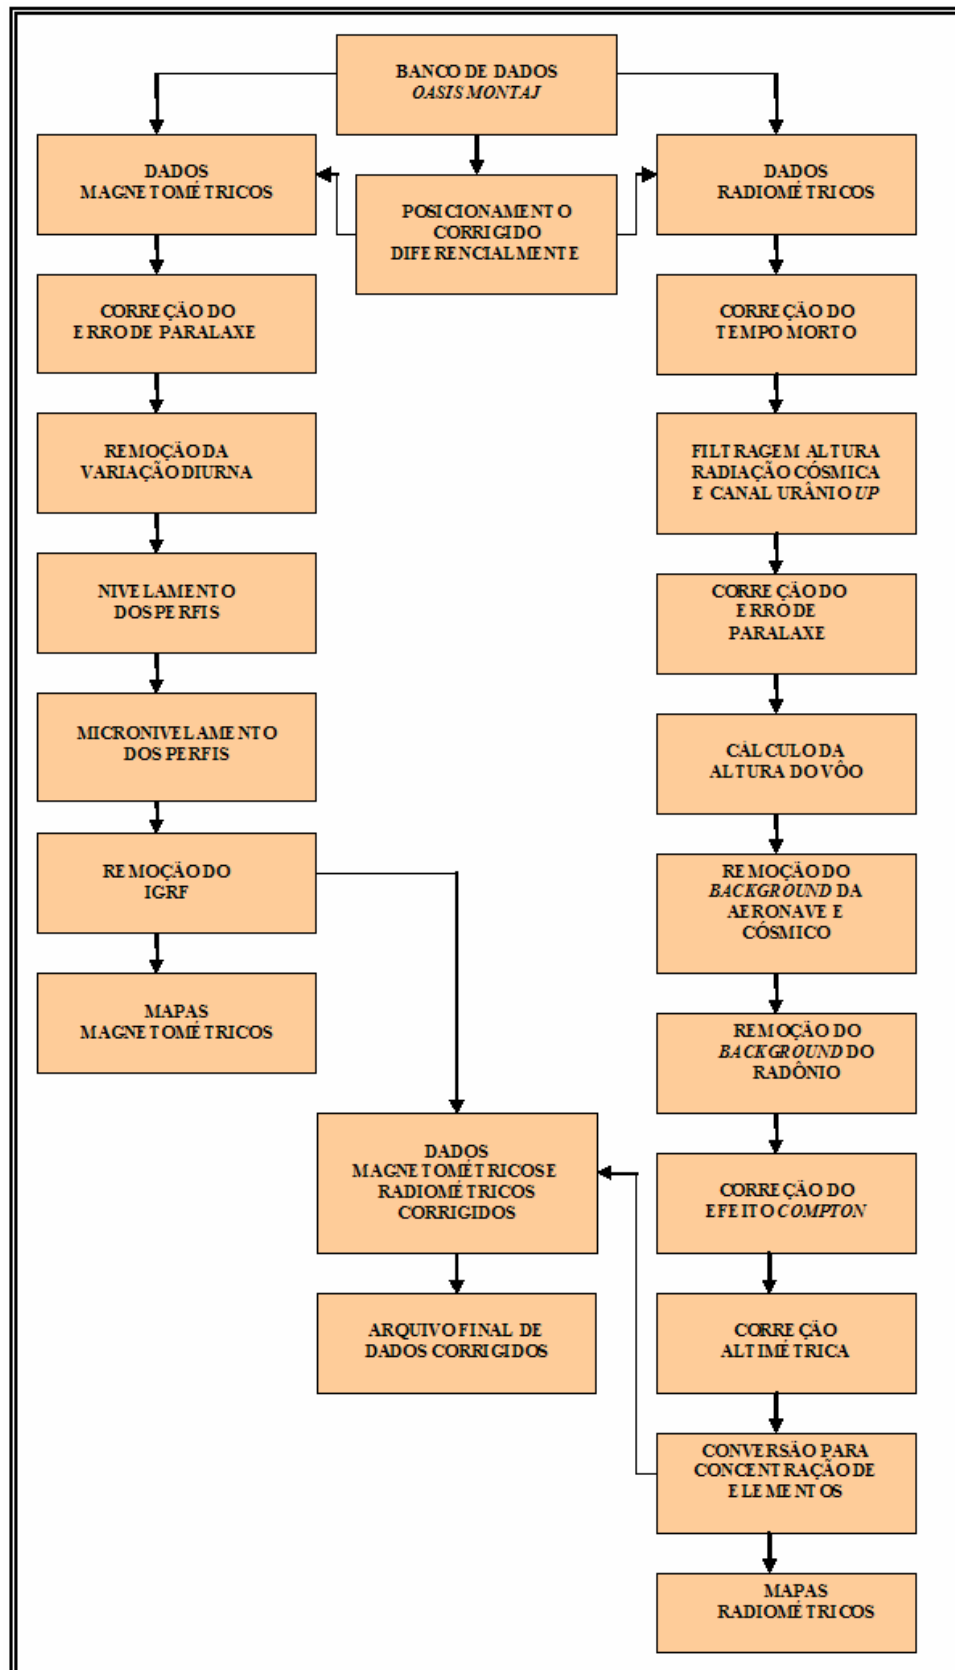 BANCO DE DADOS
OASIS MONTAJ
DADOS
MAGNETOMÉTRICOS
POSICIONAMENTO
CORRIGIDO
DIFERENCIALMENTE
DADOS
RADIOMÉTRICOS
CORREÇÃO DO
ERRO DE PARALAXE
REMOÇÃO DA
VARIAÇÃO DIURNA
NIVELAMENTO
DOS PERFIS
MICRONIVELAMENTO
DOS PERFIS
REMOÇÃO DO
IGRF
MAPAS
MAGNETOMÉTRICOS
CORREÇÃO DO
TEMPO MORTO
FILTRAGEM ALTURA
RADIAÇÃO CÓSMICA
E CANAL URÂNIO UP
CORREÇÃO DO
ERRO DE
PARALAXE
CÁLCULO DA
ALTURA DO VÔO
REMOÇÃO DO
BACKGROUND DA
AERONAVE E
CÓSMICO
REMOÇÃO DO
BACKGROUND DO
RADÔNIO
CORREÇÃO DO
EFEITO COMPTON
CORREÇÃO
ALTIMÉTRICA
CONVERSÃO PARA
CONCENTRAÇÃO DE
ELEMENTOS
MAPAS
RADIOMÉTRICOS
DADOS
MAGNETOMÉTRICOS E
RADIOMÉTRICOS
CORRIGIDOS
ARQUIVO FINAL DE
DADOS CORRIGIDOS